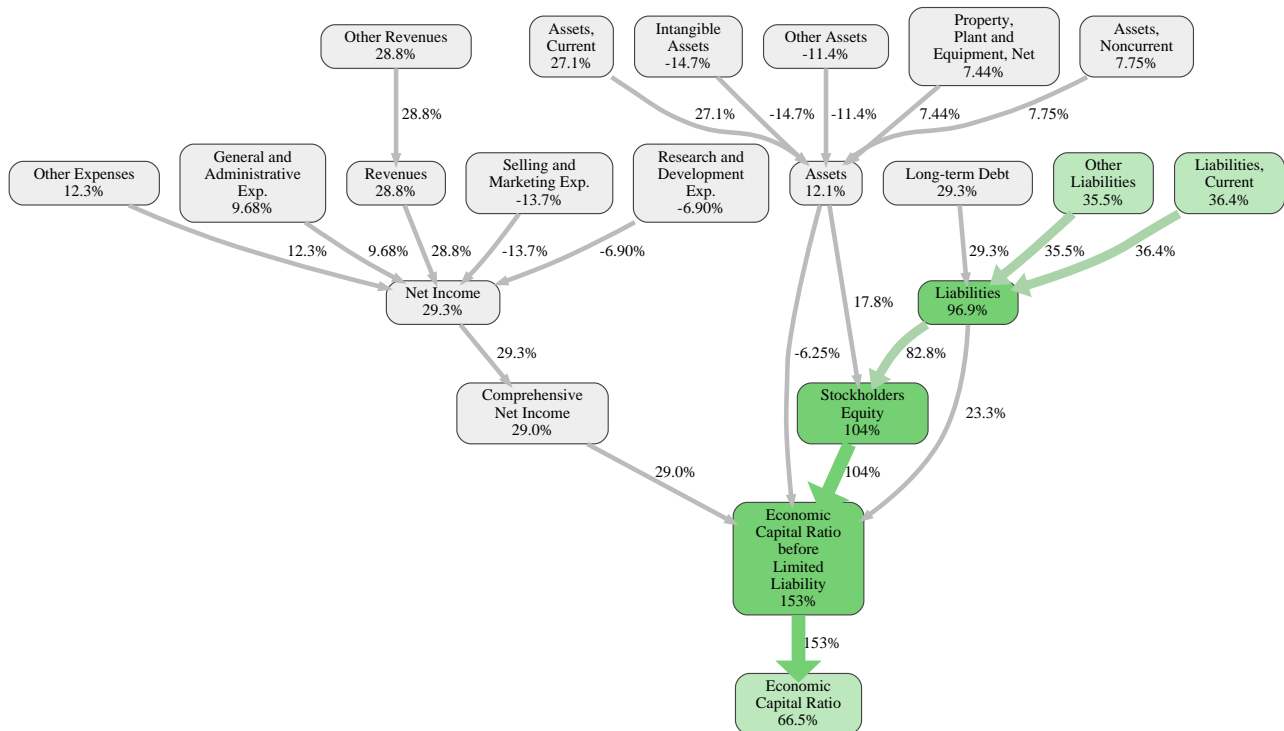 Other Revenues
28.8%
Assets,
Current
27.1%
Intangible
Assets
-14.7%
Other Assets
-11.4%
Property,
Plant and
Equipment, Net
7.44%
Assets,
Noncurrent
7.75%
28.8%
27.1%
-14.7%
-11.4%
7.44%
7.75%
Other Expenses
12.3%
General and
Administrative
Exp.
9.68%
Revenues
28.8%
Selling and
Marketing Exp.
-13.7%
Research and
Development
Exp.
-6.90%
Assets
12.1%
Long-term Debt
29.3%
Other
Liabilities
35.5%
Liabilities,
Current
36.4%
12.3%
9.68%
28.8%
-13.7%
-6.90%
29.3%
35.5%
36.4%
Net Income
29.3%
Liabilities
96.9%
17.8%
29.3%
-6.25%
82.8%
Comprehensive
Net Income
29.0%
Stockholders
Equity
104%
23.3%
29.0%
104%
Economic
Capital Ratio
before
Limited
Liability
153%
153%
Economic
Capital Ratio
66.5%